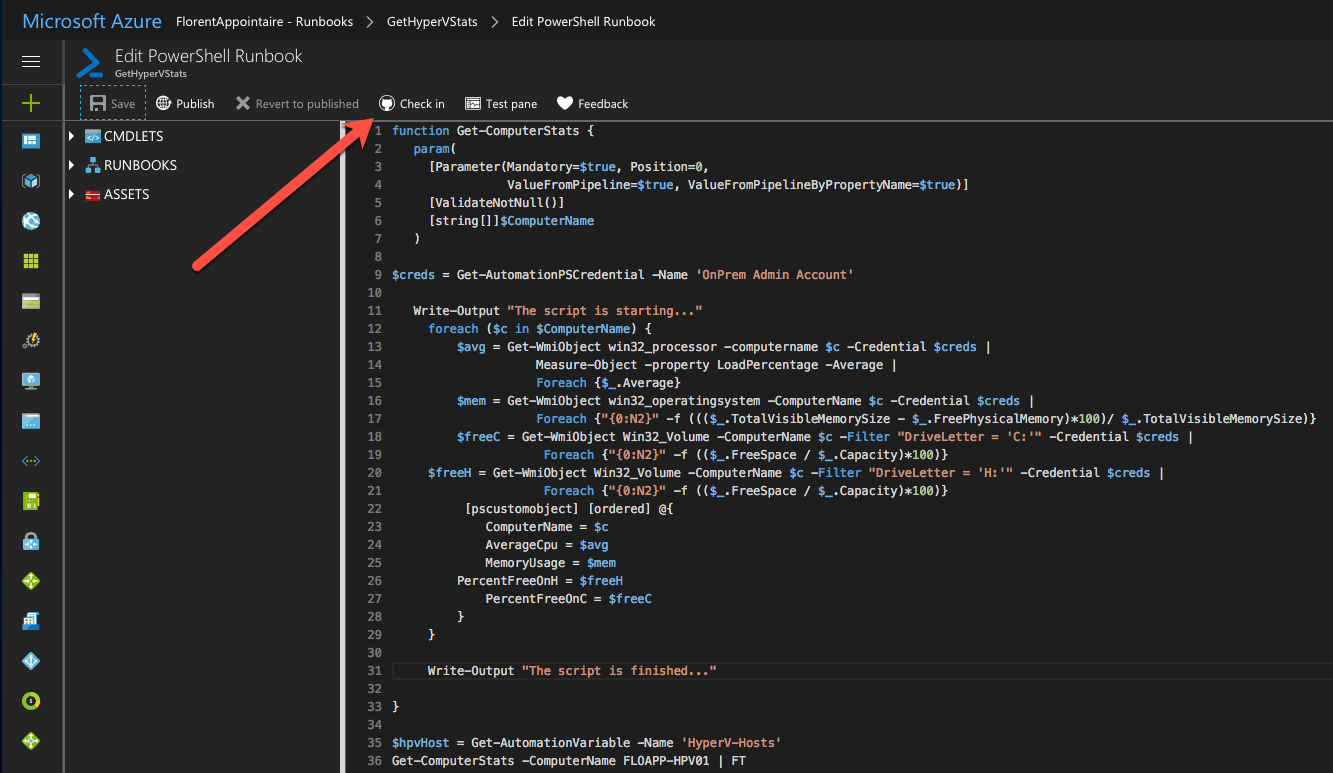 Microsoft Azure FlorentAppointaire - Runbooks > GetHyperVStats > Edit PowerShell Runbook
Edit PowerShell Runbook
GetHyperVStats
Save Publish Revert to published Check in Test pane Feedback
CMDLETS
RUNBOOKS
ASSETS
1 function Get-ComputerStats {
2 param(
3 [Parameter(Mandatory=$true, Position=0,
4 ValueFromPipeline=$true, ValueFromPipelineByPropertyName=$true)]
5 [ValidateNotNull()]
6 [string[]]$ComputerName
7 )
8
9 $creds = Get-AutomationPSCredential -Name 'OnPrem Admin Account'
10
11 Write-Output "The script is starting..."
12 foreach ($c in $ComputerName) {
13 $avg = Get-WmiObject win32_processor -computername $c -Credential $creds |
14 Measure-Object -property LoadPercentage -Average |
15 Foreach {$_.Average}
16 $mem = Get-WmiObject win32_operatingsystem -ComputerName $c -Credential $creds |
17 Foreach {"{0:N2}" -f ((($_.TotalVisibleMemorySize - $_.FreePhysicalMemory)*100)/ $_.TotalVisibleMemorySize)}
18 $freeC = Get-WmiObject Win32_Volume -ComputerName $c -Filter "DriveLetter = 'C:'" -Credential $creds |
19 Foreach {"{0:N2}" -f (($_.FreeSpace / $_.Capacity)*100)}
20 $freeH = Get-WmiObject Win32_Volume -ComputerName $c -Filter "DriveLetter = 'H:'" -Credential $creds |
21 Foreach {"{0:N2}" -f (($_.FreeSpace / $_.Capacity)*100)}
22 [pscustomobject] [ordered] @{
23 ComputerName = $c
24 AverageCpu = $avg
25 MemoryUsage = $mem
26 PercentFreeOnH = $freeH
27 PercentFreeOnC = $freeC
28 }
29 }
30
31 Write-Output "The script is finished..."
32
33 }
34
35 $hpvHost = Get-AutomationVariable -Name 'HyperV-Hosts'
36 Get-ComputerStats -ComputerName FLOAPP-HPV01 | FT